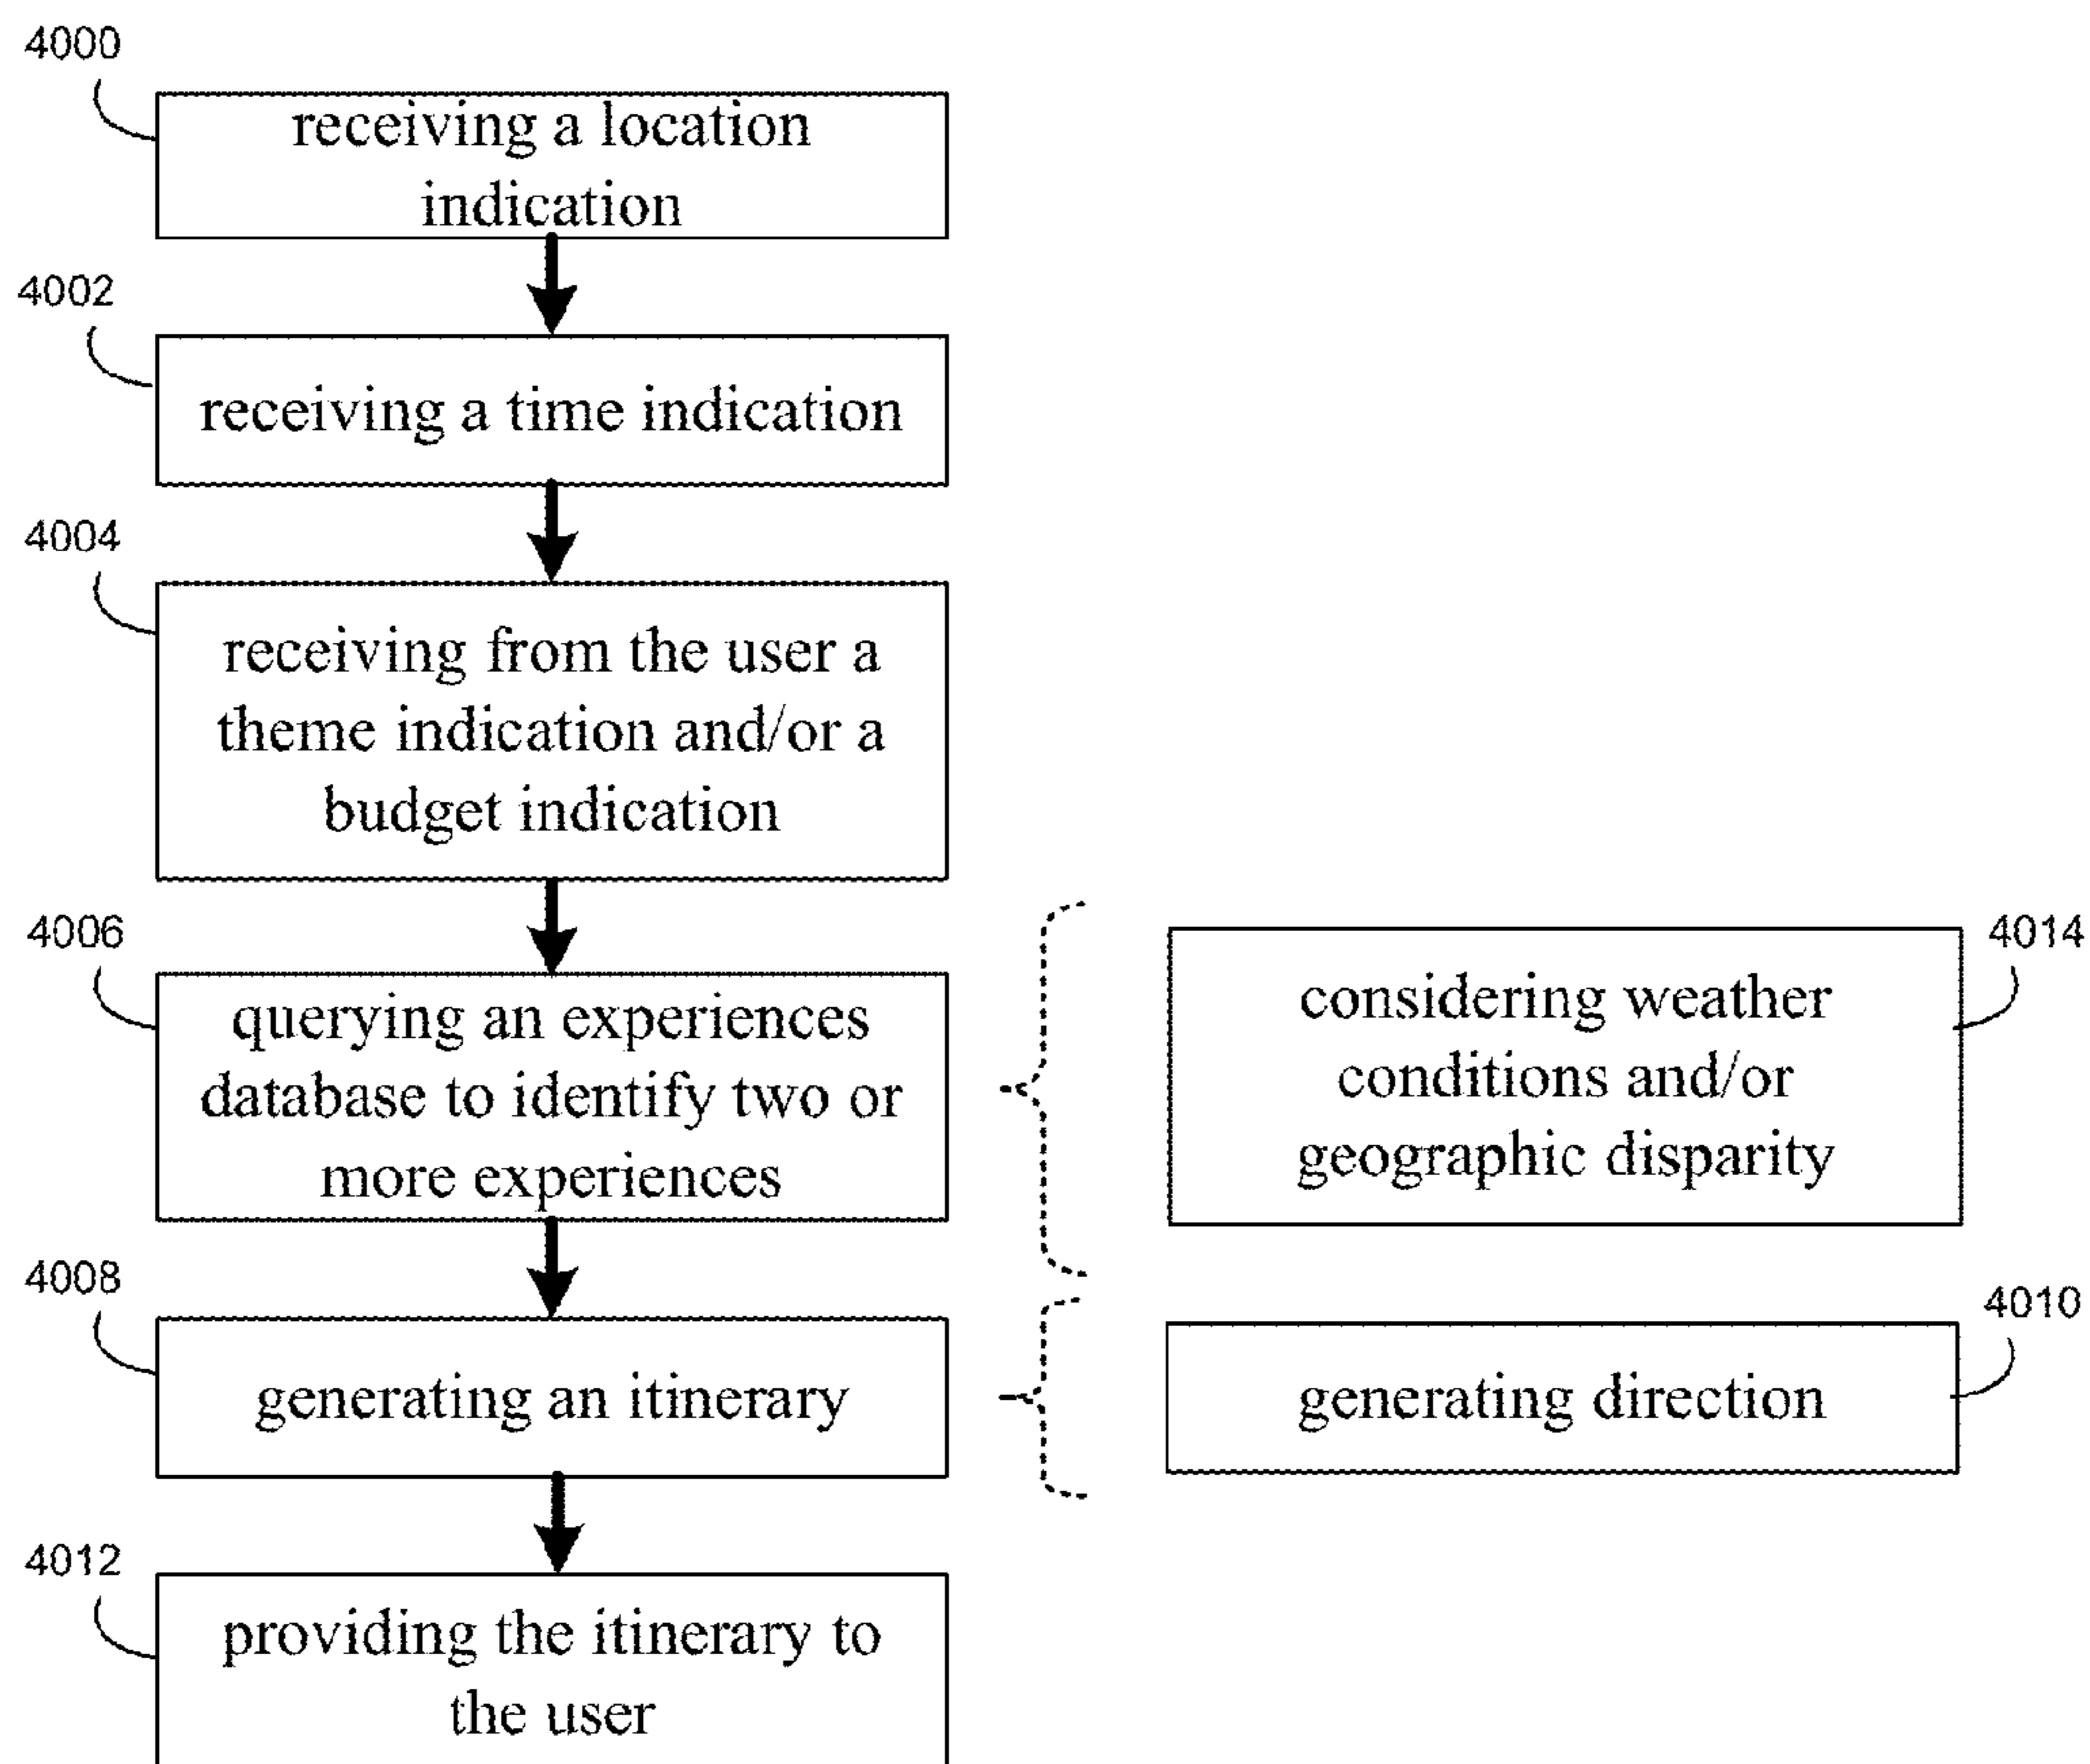 4000
receiving a location
indication
4002
receiving a time indication
4004
receiving from the user a
theme indication and/or a
budget indication
4006
querying an experiences
database to identify two or
more experiences
4014
considering weather
conditions and/or
geographic disparity
4008
generating an itinerary
4010
generating direction
4012
providing the itinerary to
the user